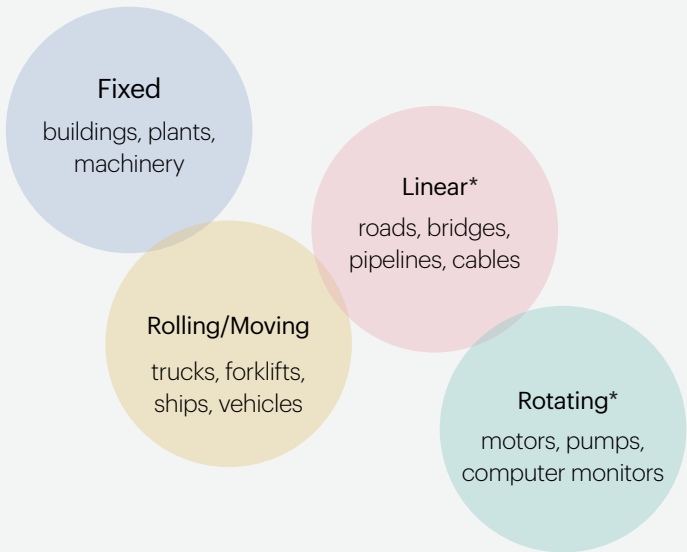 Fixed
buildings, plants,
machinery
Linear*
roads, bridges,
pipelines, cables
Rolling/Moving
trucks, forklifts,
ships, vehicles
Rotating*
motors, pumps,
computer monitors